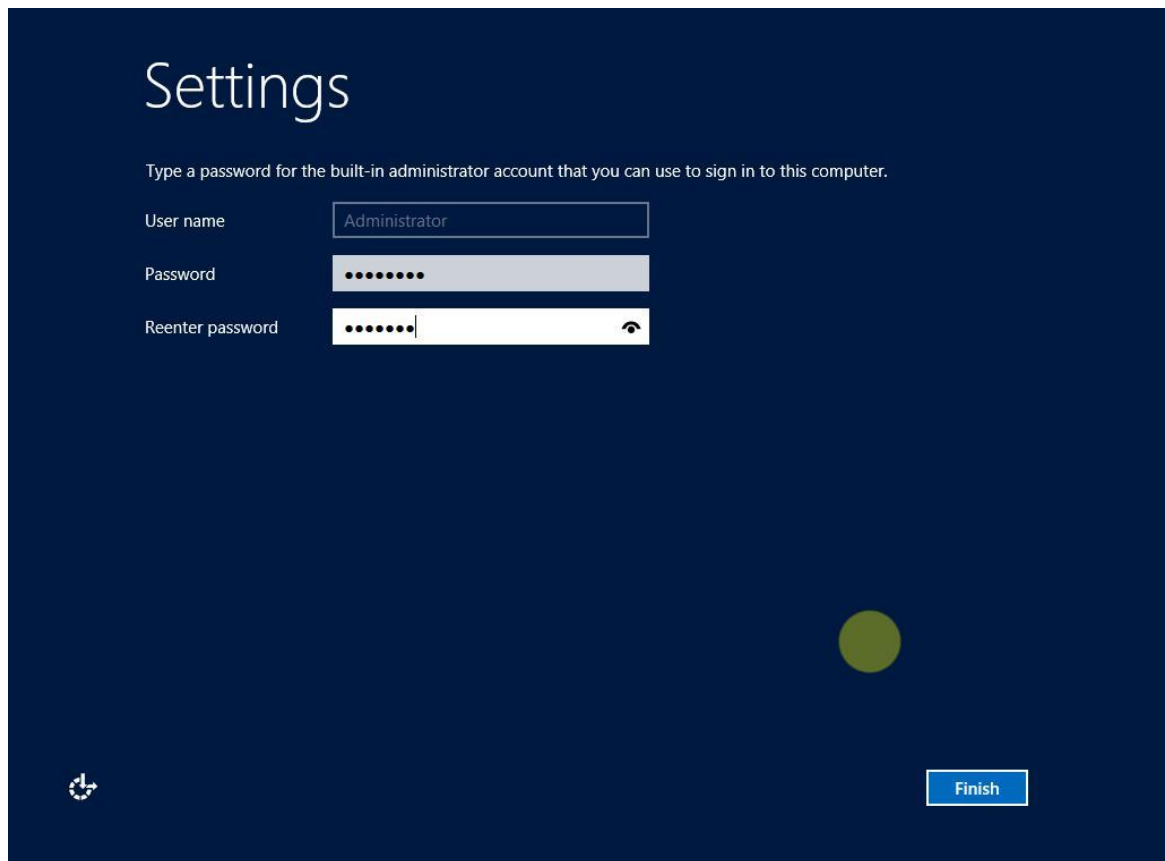 Settings
Type a password for the built-in administrator account that you can use to sign in to this computer.
User name
Administrator
Password
••••••••
Reenter password
•••••••
Finish